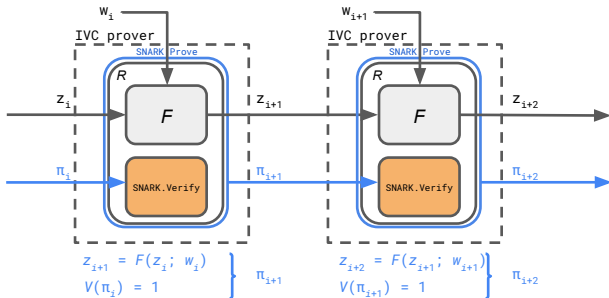 w_i w_{i+1}
IVC prover IVC prover
SNARK Prove SNARK Prove
R R
z_i F z_{i+1} F z_{i+2}
π_i SNARK.Verify π_{i+1} SNARK.Verify π_{i+2}
z_{i+1} = F(z_i; w_i) z_{i+2} = F(z_{i+1}; w_{i+1})
} π_{i+1} } π_{i+2}
V(π_i) = 1 V(π_{i+1}) = 1